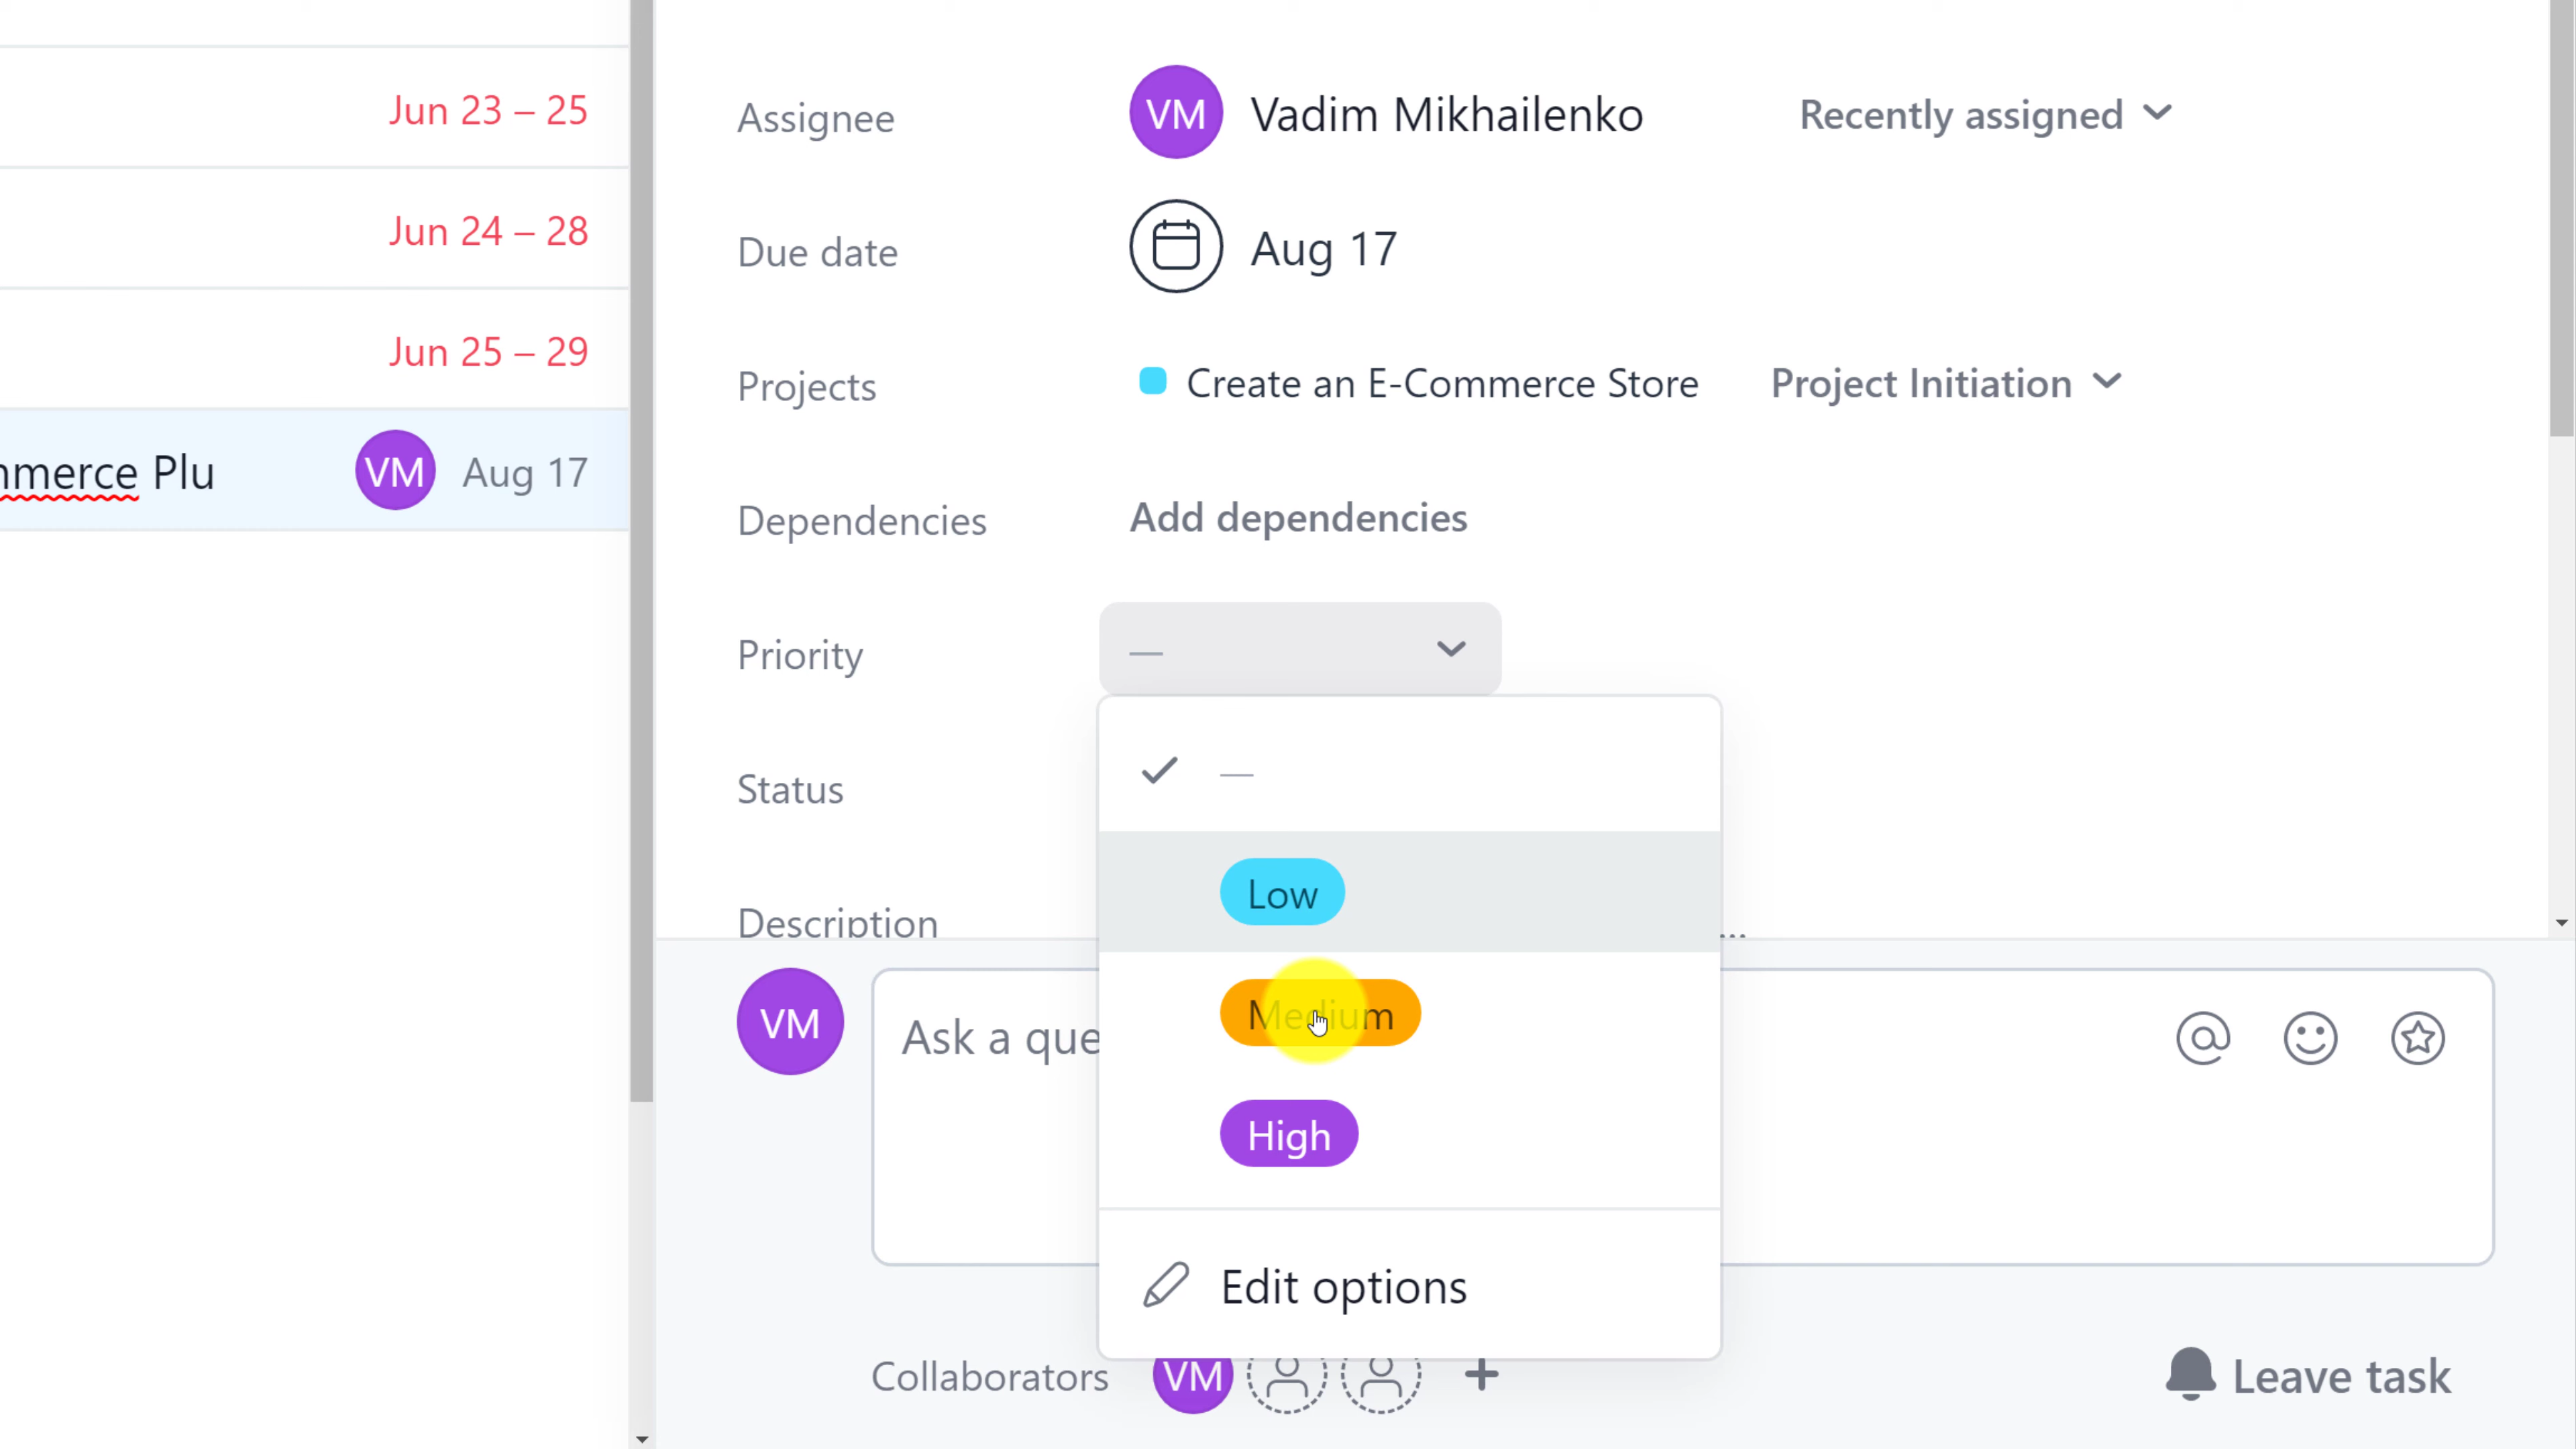 Jun 23 – 25
Jun 24 – 28
Jun 25 – 29
mmerce Plu VM Aug 17
Assignee VM Vadim Mikhailenko Recently assigned
Due date Aug 17
Projects Create an E-Commerce Store Project Initiation
Dependencies Add dependencies
Priority —
—
Status
Low
Description ...
Medium
VM Ask a que
High
Edit options
Collaborators VM + Leave task